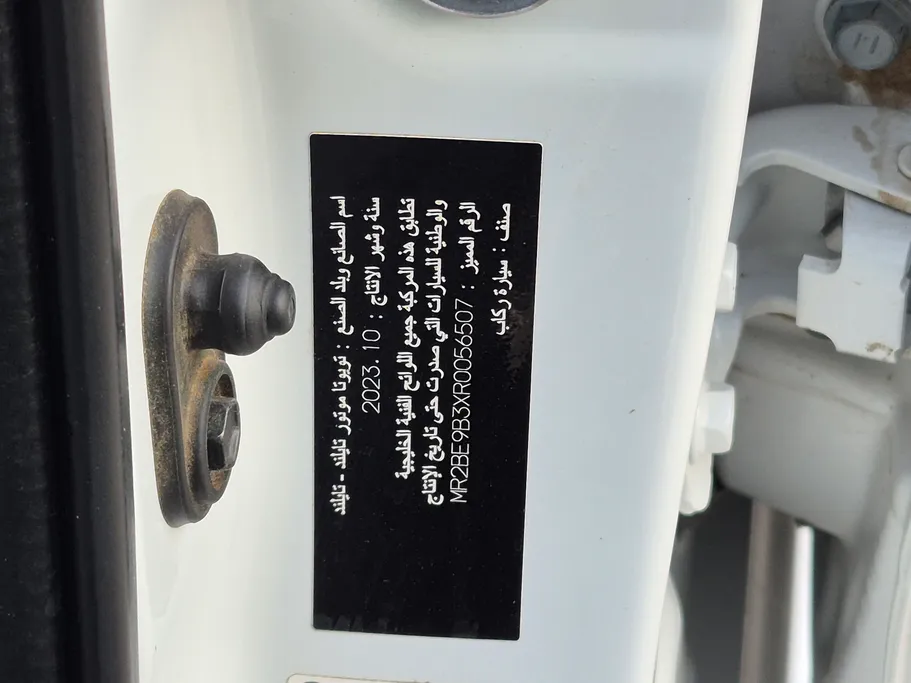 اسم الصانع وبلد الصنع : تويوتا موتور تايلند - تايلند
سنة وشهر الانتاج : 2023.10
تطابق هذه المركبة جميع اللوائح الفنية الخليجية
والوطنية للسيارات التي صدرت حتى تاريخ الإنتاج
الرقم المميز : MR2BE9B3XR0056507
صنف : سيارة ركاب